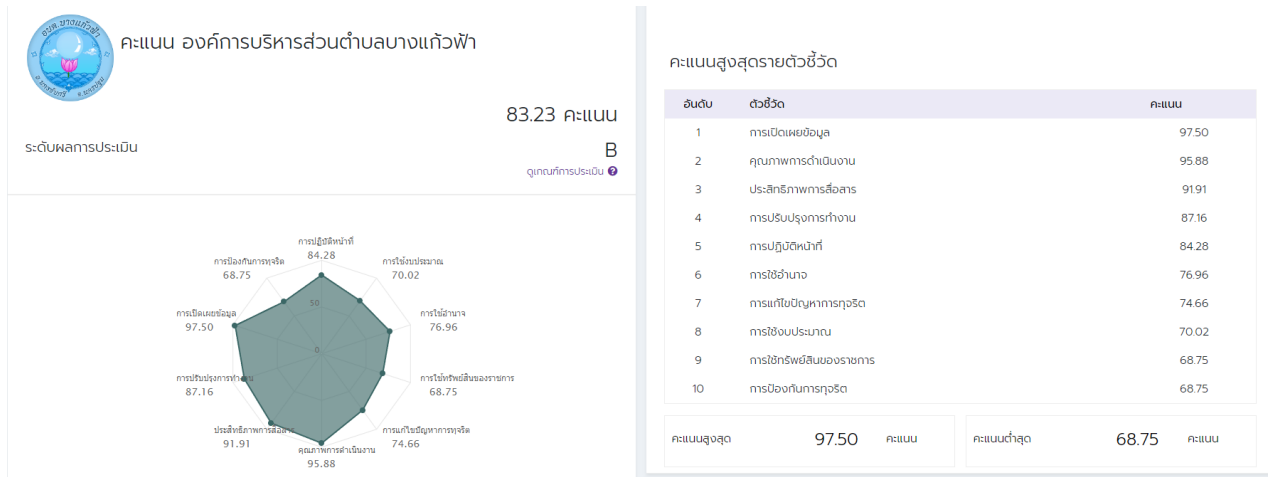 อบต.บางแก้วฟ้า
อ.นครชัยศรี จ.นครปฐม
คะแนน องค์การบริหารส่วนตำบลบางแก้วฟ้า
83.23 คะแนน
ระดับผลการประเมิน
B
ดูเกณฑ์การประเมิน ?
การปฏิบัติหน้าที่
84.28
การป้องกันการทุจริต
68.75
การใช้งบประมาณ
70.02
50
การเปิดเผยข้อมูล
97.50
การใช้อำนาจ
76.96
0
การปรับปรุงการทำงาน
87.16
การใช้ทรัพย์สินของราชการ
68.75
ประสิทธิภาพการสื่อสาร
91.91
การแก้ไขปัญหาการทุจริต
74.66
คุณภาพการดำเนินงาน
95.88
คะแนนสูงสุดรายตัวชี้วัด
อันดับ ตัวชี้วัด คะแนน
1 การเปิดเผยข้อมูล 97.50
2 คุณภาพการดำเนินงาน 95.88
3 ประสิทธิภาพการสื่อสาร 91.91
4 การปรับปรุงการทำงาน 87.16
5 การปฏิบัติหน้าที่ 84.28
6 การใช้อำนาจ 76.96
7 การแก้ไขปัญหาการทุจริต 74.66
8 การใช้งบประมาณ 70.02
9 การใช้ทรัพย์สินของราชการ 68.75
10 การป้องกันการทุจริต 68.75
คะแนนสูงสุด 97.50 คะแนน
คะแนนต่ำสุด 68.75 คะแนน